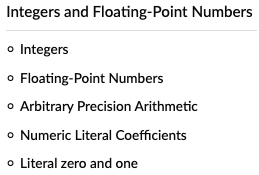 Integers and Floating-Point Numbers
Integers
Floating-Point Numbers
Arbitrary Precision Arithmetic
Numeric Literal Coefficients
Literal zero and one